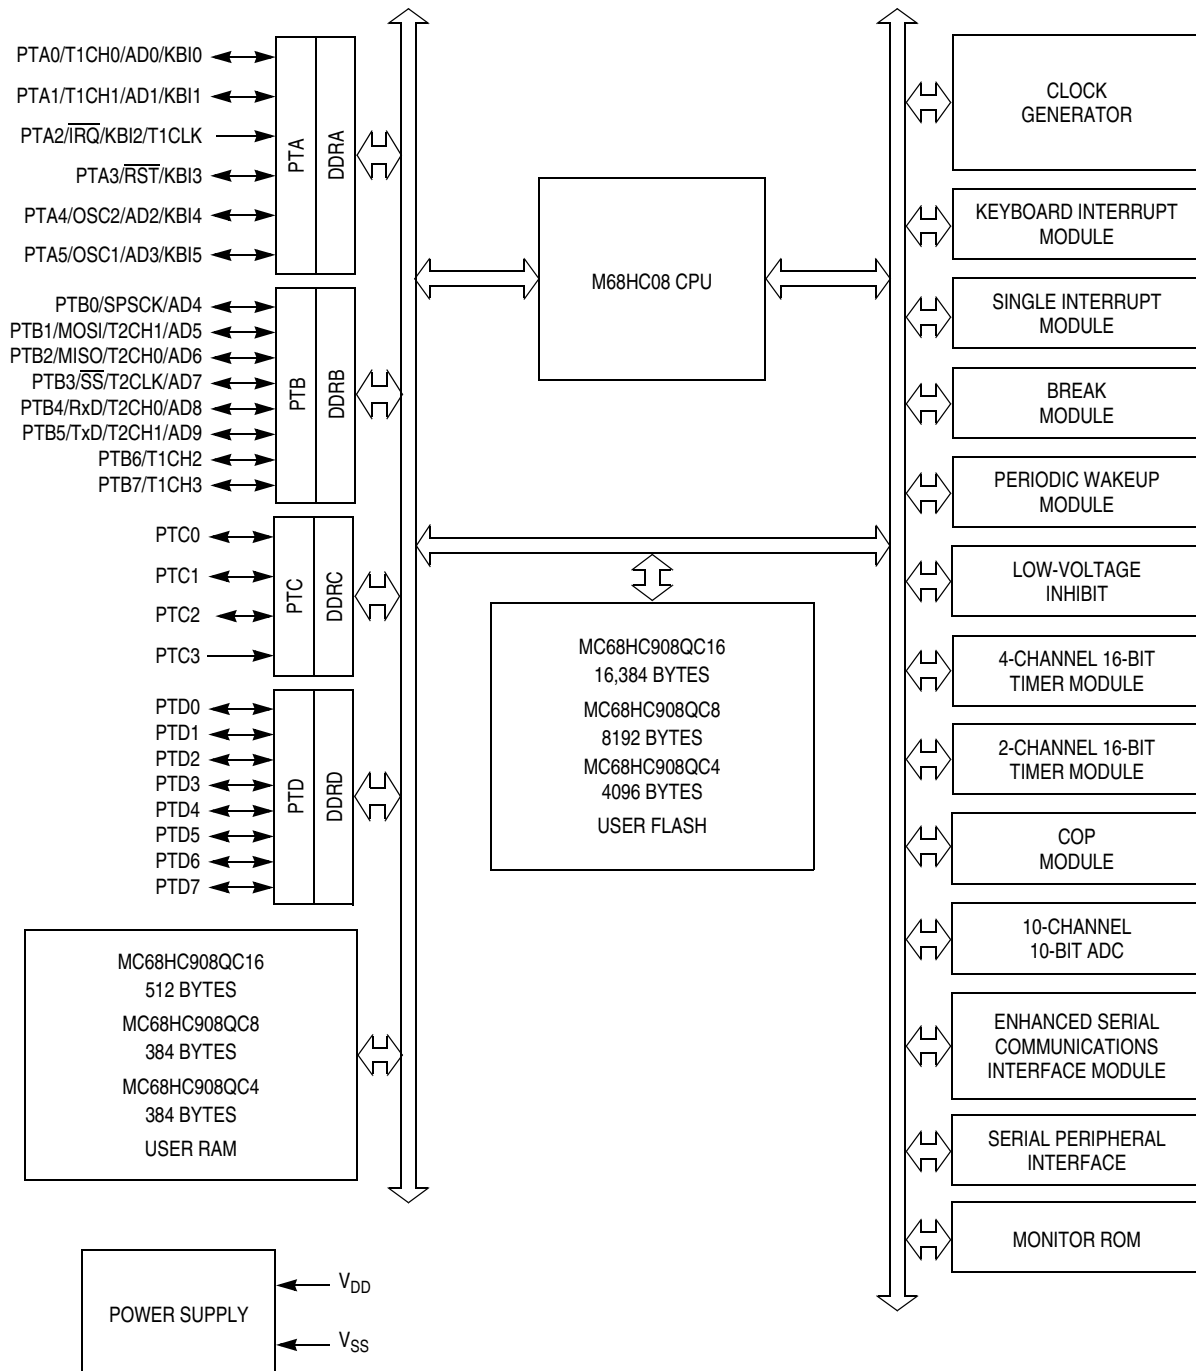 PTA0/T1CH0/AD0/KBI0
PTA1/T1CH1/AD1/KBI1
PTA2/I̅R̅Q̅/KBI2/T1CLK
PTA3/R̅S̅T̅/KBI3
PTA4/OSC2/AD2/KBI4
PTA5/OSC1/AD3/KBI5
PTA
DDRA
PTB0/SPSCK/AD4
PTB1/MOSI/T2CH1/AD5
PTB2/MISO/T2CH0/AD6
PTB3/S̅S̅/T2CLK/AD7
PTB4/RxD/T2CH0/AD8
PTB5/TxD/T2CH1/AD9
PTB6/T1CH2
PTB7/T1CH3
PTB
DDRB
PTC0
PTC1
PTC2
PTC3
PTC
DDRC
PTD0
PTD1
PTD2
PTD3
PTD4
PTD5
PTD6
PTD7
PTD
DDRD
MC68HC908QC16
512 BYTES
MC68HC908QC8
384 BYTES
MC68HC908QC4
384 BYTES
USER RAM
POWER SUPPLY
VDD
VSS
M68HC08 CPU
MC68HC908QC16
16,384 BYTES
MC68HC908QC8
8192 BYTES
MC68HC908QC4
4096 BYTES
USER FLASH
CLOCK
GENERATOR
KEYBOARD INTERRUPT
MODULE
SINGLE INTERRUPT
MODULE
BREAK
MODULE
PERIODIC WAKEUP
MODULE
LOW-VOLTAGE
INHIBIT
4-CHANNEL 16-BIT
TIMER MODULE
2-CHANNEL 16-BIT
TIMER MODULE
COP
MODULE
10-CHANNEL
10-BIT ADC
ENHANCED SERIAL
COMMUNICATIONS
INTERFACE MODULE
SERIAL PERIPHERAL
INTERFACE
MONITOR ROM